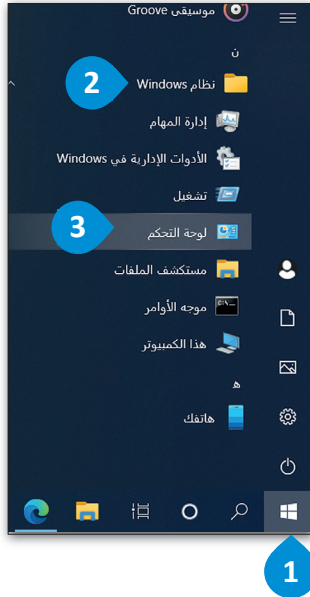 موسيقى Groove
ن
نظام Windows
2
إدارة المهام
الأدوات الإدارية في Windows
تشغيل
لوحة التحكم
3
مستكشف الملفات
موجه الأوامر
هذا الكمبيوتر
ه
هاتفك
1